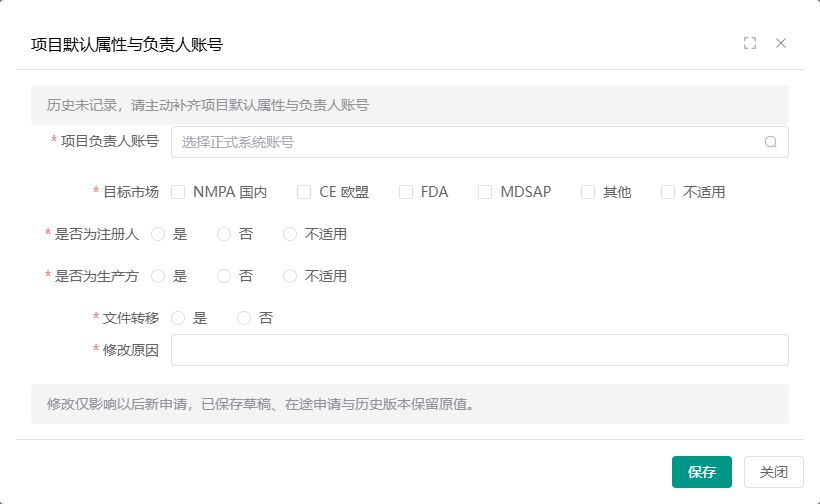 项目默认属性与负责人账号
历史未记录，请主动补齐项目默认属性与负责人账号
* 项目负责人账号 选择正式系统账号
* 目标市场 NMPA 国内 CE 欧盟 FDA MDSAP 其他 不适用
* 是否为注册人 是 否 不适用
* 是否为生产方 是 否 不适用
* 文件转移 是 否
* 修改原因
修改仅影响以后新申请，已保存草稿、在途申请与历史版本保留原值。
保存 关闭